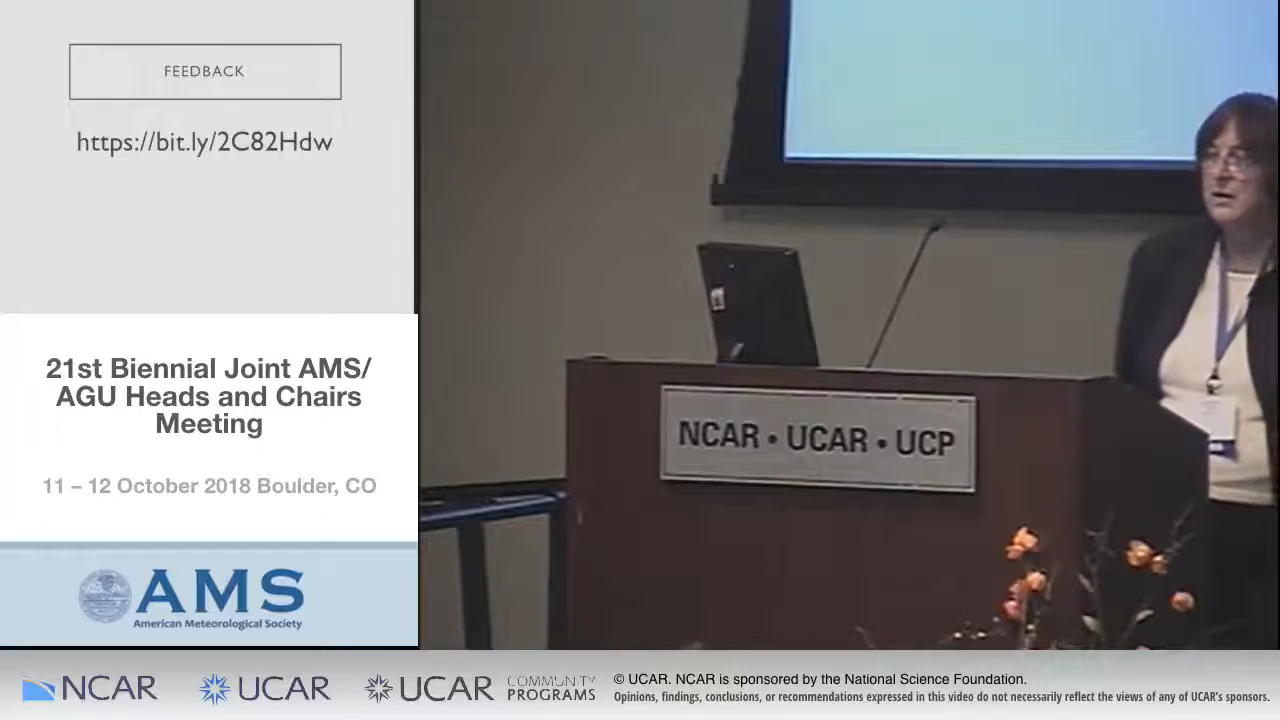 FEEDBACK
https://bit.ly/2C82Hdw
21st Biennial Joint AMS/
AGU Heads and Chairs
Meeting
11 – 12 October 2018 Boulder, CO
AMS
American Meteorological Society
NCAR • UCAR • UCP
NCAR
UCAR
UCAR
COMMUNITY
PROGRAMS
© UCAR. NCAR is sponsored by the National Science Foundation.
Opinions, findings, conclusions, or recommendations expressed in this video do not necessarily reflect the views of any of UCAR's sponsors.